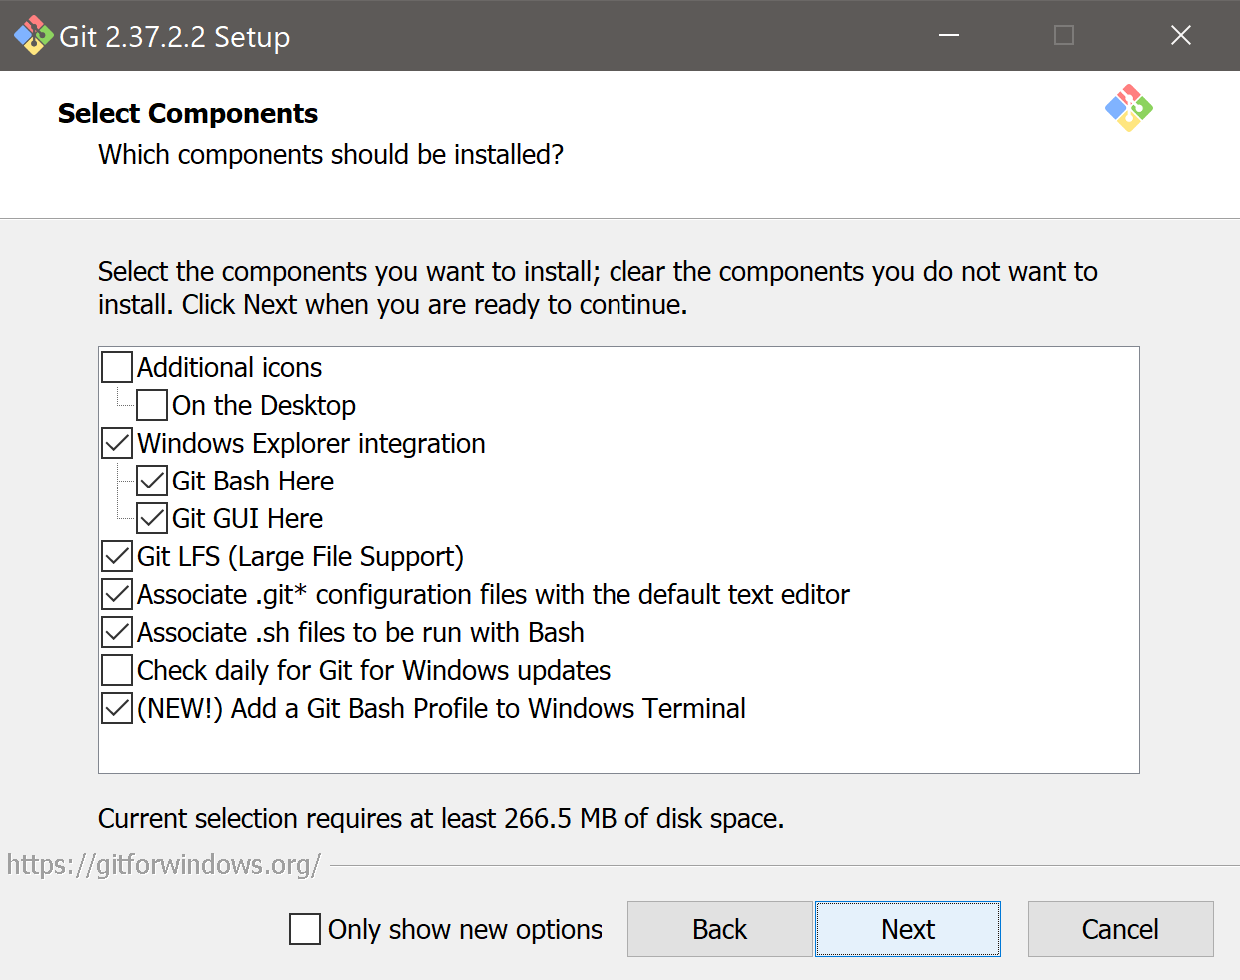 Git 2.37.2.2 Setup
Select Components
Which components should be installed?
Select the components you want to install; clear the components you do not want to
install. Click Next when you are ready to continue.
Additional icons
On the Desktop
Windows Explorer integration
Git Bash Here
Git GUI Here
Git LFS (Large File Support)
Associate .git* configuration files with the default text editor
Associate .sh files to be run with Bash
Check daily for Git for Windows updates
(NEW!) Add a Git Bash Profile to Windows Terminal
Current selection requires at least 266.5 MB of disk space.
https://gitforwindows.org/
Only show new options Back Next Cancel